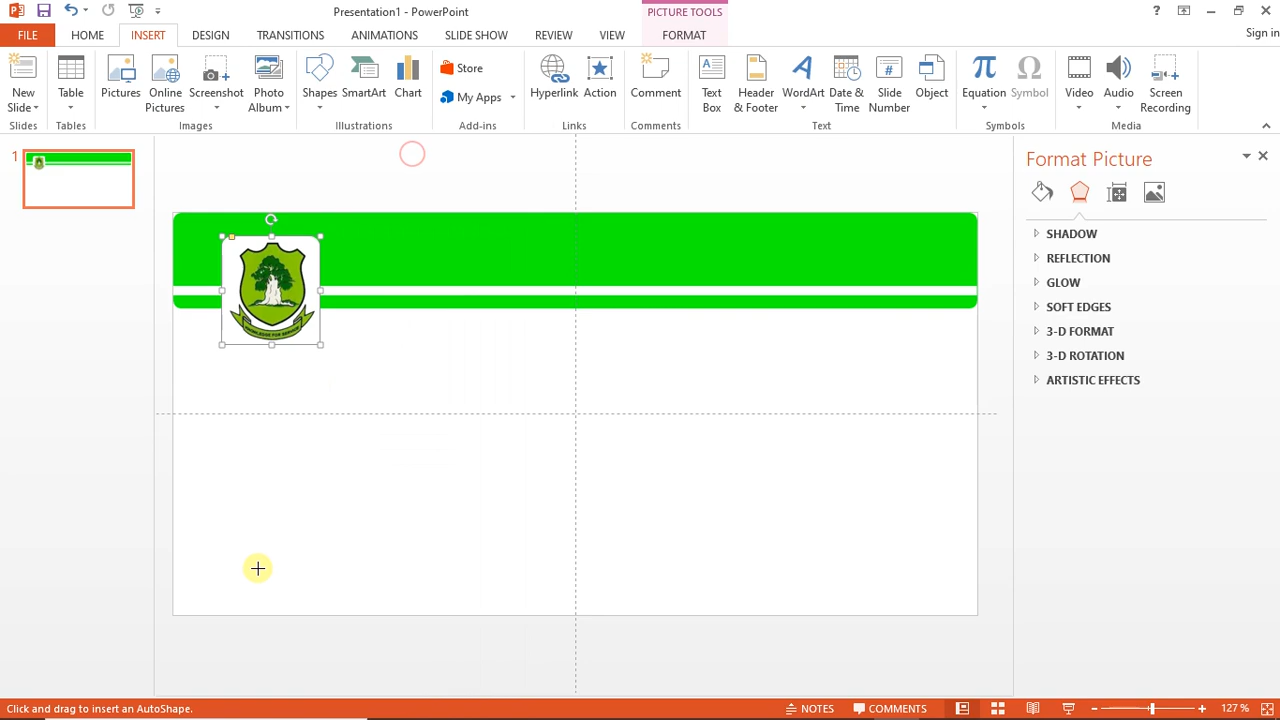 Presentation1 - PowerPoint
PICTURE TOOLS
?
FILE
HOME
INSERT
DESIGN
TRANSITIONS
ANIMATIONS
SLIDE SHOW
REVIEW
VIEW
FORMAT
Sign in
New Slide
Table
Pictures
Online Pictures
Screenshot
Photo Album
Shapes
SmartArt
Chart
Store
My Apps
Hyperlink
Action
Comment
Text Box
Header & Footer
WordArt
Date & Time
Slide Number
Object
Equation
Symbol
Video
Audio
Screen Recording
Slides
Tables
Images
Illustrations
Add-ins
Links
Comments
Text
Symbols
Media
1
KNOWLEDGE FOR SERVICE
Format Picture
SHADOW
REFLECTION
GLOW
SOFT EDGES
3-D FORMAT
3-D ROTATION
ARTISTIC EFFECTS
Click and drag to insert an AutoShape.
NOTES
COMMENTS
127 %